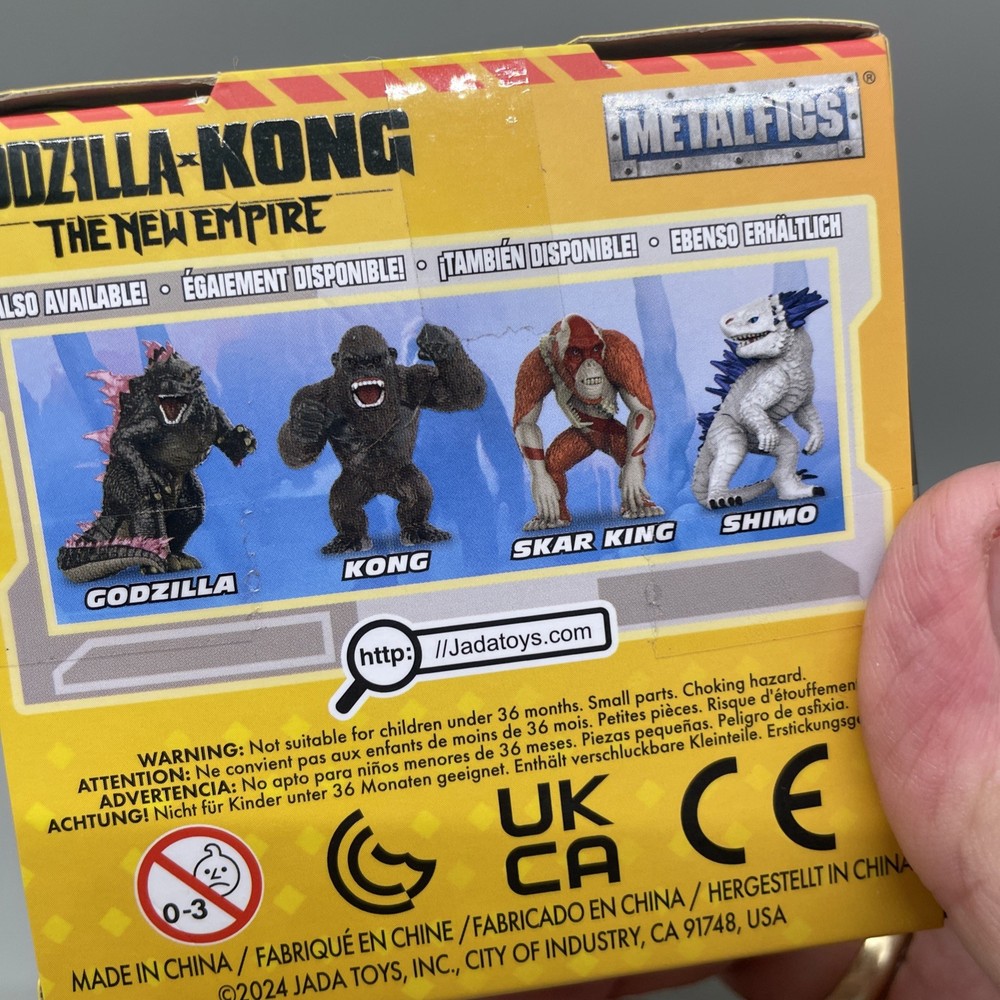 ODZILLA x KONG
THE NEW EMPIRE
METALFIGS®
ALSO AVAILABLE! • ÉGAIEMENT DISPONIBLE! • ¡TAMBIÉN DISPONIBLE! • EBENSO ERHÄLTLICH
GODZILLA
KONG
SKAR KING
SHIMO
http: //Jadatoys.com
WARNING: Not suitable for children under 36 months. Small parts. Choking hazard.
ATTENTION: Ne convient pas aux enfants de moins de 36 mois. Petites pièces. Risque d'étouffemen
ADVERTENCIA: No apto para niños menores de 36 meses. Piezas pequeñas. Peligro de asfixia.
ACHTUNG! Nicht für Kinder unter 36 Monaten geeignet. Enthält verschluckbare Kleinteile. Erstickungsge
0-3
UK
CA
CE
MADE IN CHINA / FABRIQUÉ EN CHINE / FABRICADO EN CHINA / HERGESTELLT IN CHINA
©2024 JADA TOYS, INC., CITY OF INDUSTRY, CA 91748, USA